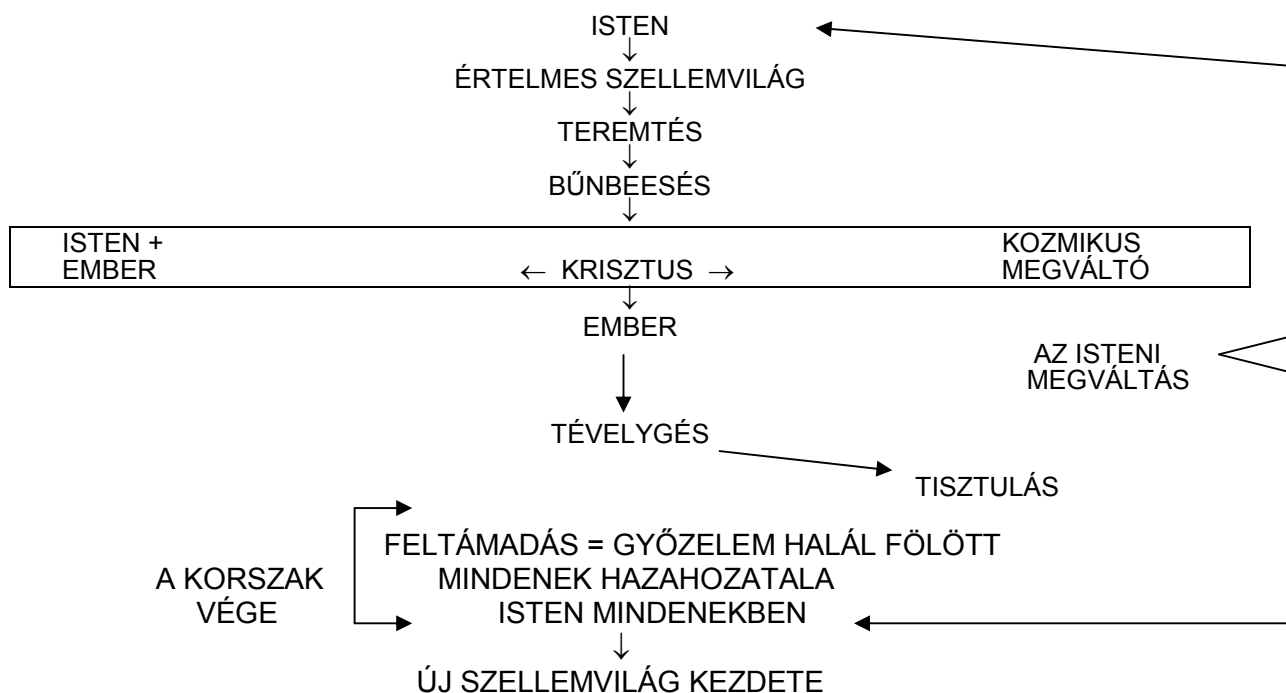 ISTEN
↓
ÉRTELMES SZELLEMVILÁG
↓
TEREMTÉS
↓
BŰNBEESÉS
↓
ISTEN +
EMBER
← KRISZTUS →
KOZMIKUS
MEGVÁLTÓ
↓
EMBER
AZ ISTENI
MEGVÁLTÁS
TÉVELYGÉS
TISZTULÁS
A KORSZAK
VÉGE
FELTÁMADÁS = GYŐZELEM HALÁL FÖLÖTT
MINDENEK HAZAHOZATALA
ISTEN MINDENEKBEN
↓
ÚJ SZELLEMVILÁG KEZDETE